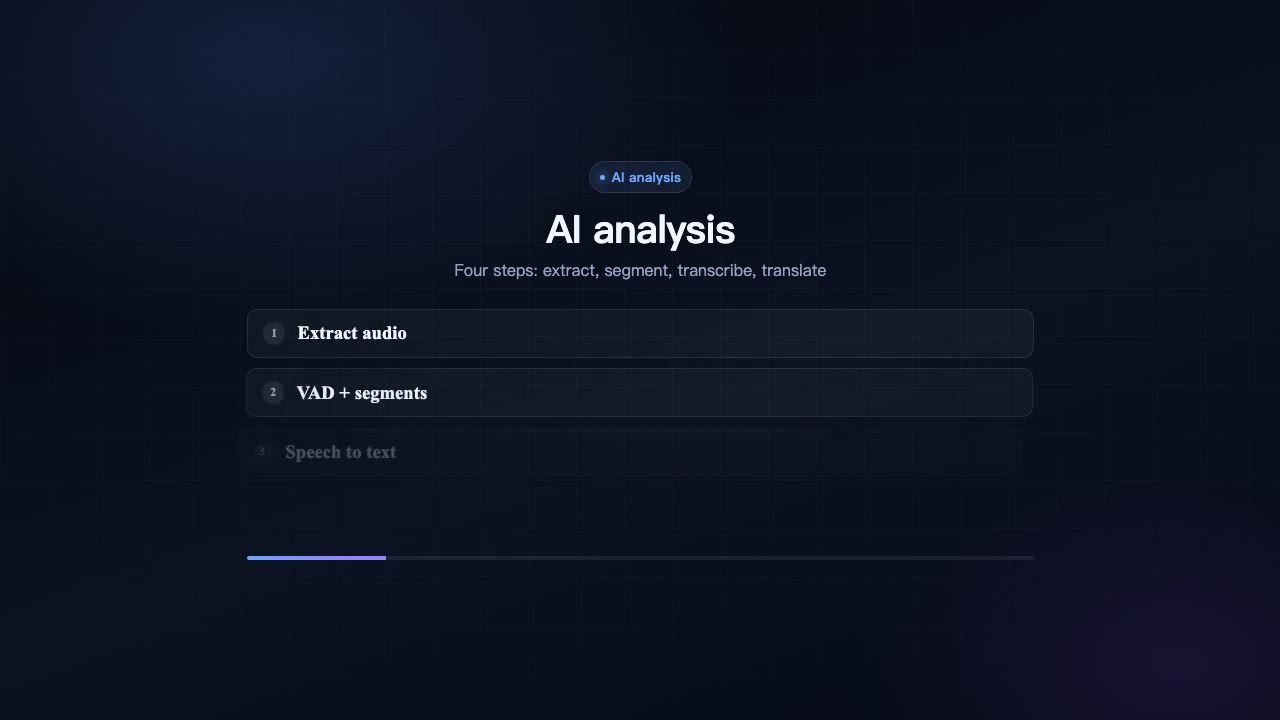 AI analysis
AI analysis
Four steps: extract, segment, transcribe, translate
1 Extract audio
2 VAD + segments
3 Speech to text